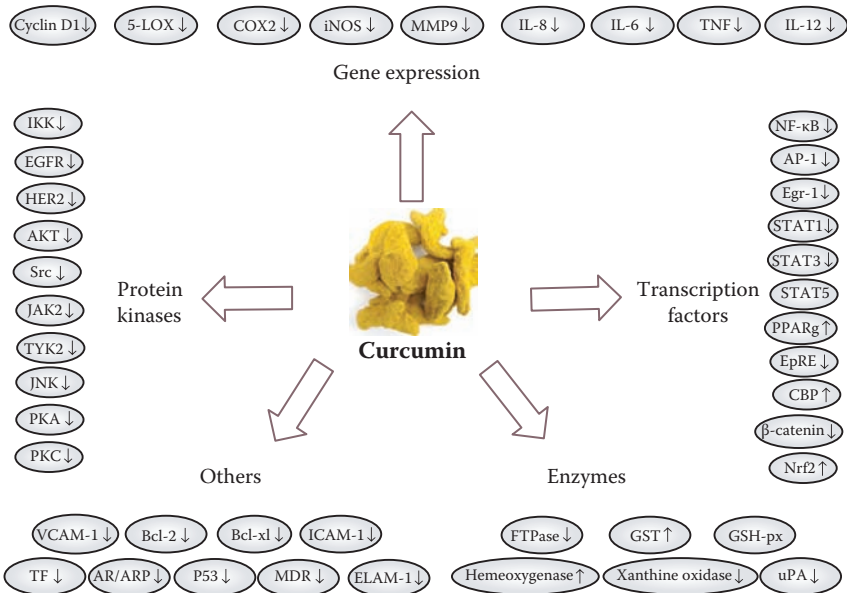 Cyclin D1↓ 5-LOX ↓ COX2↓ iNOS ↓ MMP9↓ IL-8↓ IL-6 ↓ TNF↓ IL-12 ↓
Gene expression
IKK↓
EGFR↓
HER2↓
AKT↓
Src ↓
JAK2↓
TYK2↓
JNK↓
PKA↓
PKC↓
Protein
kinases
Curcumin
Transcription
factors
NF-κB↓
AP-1↓
Egr-1↓
STAT1↓
STAT3↓
STAT5
PPARg↑
EpRE↓
CBP↑
β-catenin↓
Nrf2↑
Others
VCAM-1↓ Bcl-2↓ Bcl-xl↓ ICAM-1↓
TF ↓ AR/ARP↓ P53↓ MDR↓ ELAM-1↓
Enzymes
FTPase↓ GST↑ GSH-px
Hemeoxygenase↑ Xanthine oxidase↓ uPA↓